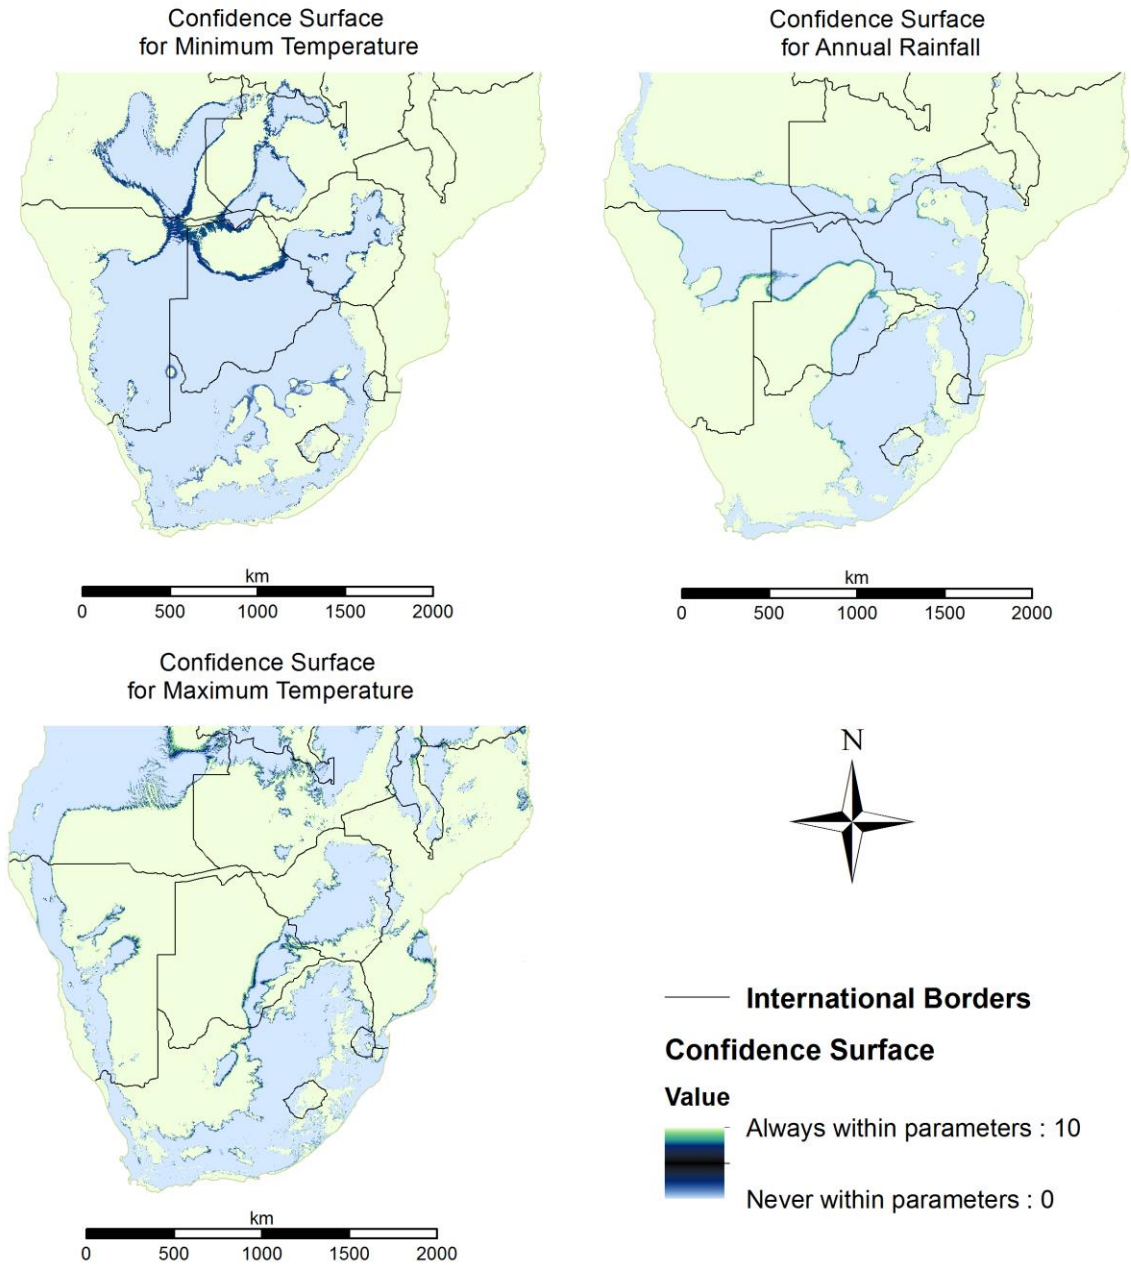 Confidence Surface
for Minimum Temperature
km
0 500 1000 1500 2000
Confidence Surface
for Annual Rainfall
km
0 500 1000 1500 2000
Confidence Surface
for Maximum Temperature
km
0 500 1000 1500 2000
N
International Borders
Confidence Surface
Value
Always within parameters : 10
Never within parameters : 0